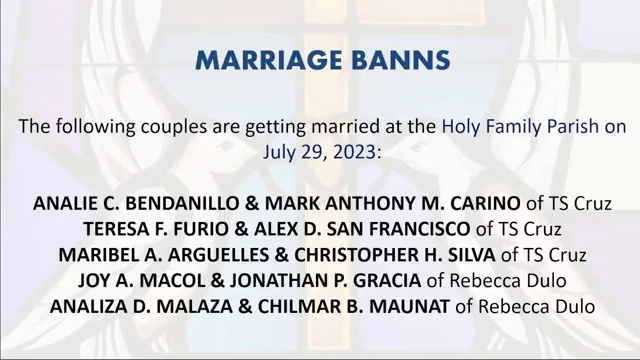 MARRIAGE BANNS
The following couples are getting married at the Holy Family Parish on
July 29, 2023:
ANALIE C. BENDANILLO & MARK ANTHONY M. CARINO of TS Cruz
TERESA F. FURIO & ALEX D. SAN FRANCISCO of TS Cruz
MARIBEL A. ARGUELLES & CHRISTOPHER H. SILVA of TS Cruz
JOY A. MACOL & JONATHAN P. GRACIA of Rebecca Dulo
ANALIZA D. MALAZA & CHILMAR B. MAUNAT of Rebecca Dulo